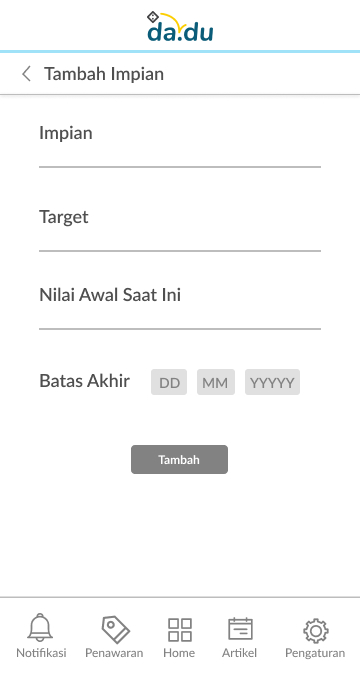 da.du
Tambah Impian
Impian
Target
Nilai Awal Saat Ini
Batas Akhir DD MM YYYYY
Tambah
Notifikasi Penawaran Home Artikel Pengaturan